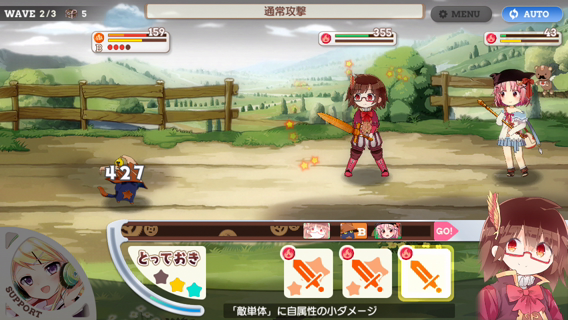 WAVE 2/3 5
通常攻撃
MENU
AUTO
159
B
355
43
427
GO!
B
とっておき
SUPPORT
「敵単体」に自属性の小ダメージ